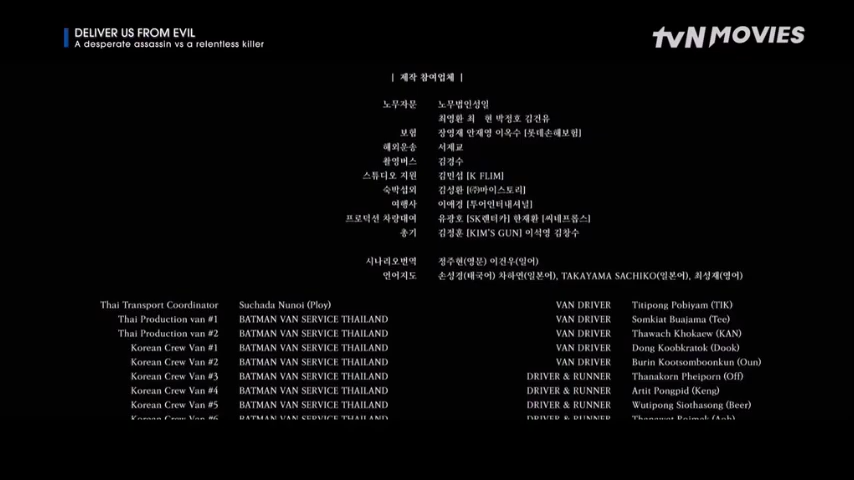 DELIVER US FROM EVIL
A desperate assassin vs a relentless killer
tvN MOVIES
| 제작 참여업체 |
노무자문 노무법인성일
최영환 최 현 박정호 김건유
보험 장영재 안재영 이옥수 [롯데손해보험]
해외운송 서제교
촬영버스 김경수
스튜디오 지원 김민섭 [K FLIM]
숙박섭외 김성환 [㈜마이스토리]
여행사 이애경 [투어인터내셔널]
프로덕션 차량대여 유광호 [SK렌터카] 한재환 [씨네프롭스]
총기 김정훈 [KIM'S GUN] 이석영 김창수
시나리오번역 정주현(영문) 이건우(일어)
언어지도 손성경(태국어) 차하연(일본어), TAKAYAMA SACHIKO(일본어), 최성재(영어)
Thai Transport Coordinator Suchada Nunoi (Ploy) VAN DRIVER Titipong Pobiyam (TIK)
Thai Production van #1 BATMAN VAN SERVICE THAILAND VAN DRIVER Somkiat Buajama (Tee)
Thai Production van #2 BATMAN VAN SERVICE THAILAND VAN DRIVER Thawach Khokaew (KAN)
Korean Crew Van #1 BATMAN VAN SERVICE THAILAND VAN DRIVER Dong Koobkratok (Dook)
Korean Crew Van #2 BATMAN VAN SERVICE THAILAND VAN DRIVER Burin Kootsomboonkun (Oun)
Korean Crew Van #3 BATMAN VAN SERVICE THAILAND DRIVER & RUNNER Thanakorn Pheiporn (Off)
Korean Crew Van #4 BATMAN VAN SERVICE THAILAND DRIVER & RUNNER Artit Pongpid (Keng)
Korean Crew Van #5 BATMAN VAN SERVICE THAILAND DRIVER & RUNNER Wutipong Siothasong (Beer)
Korean Crew Van #6 BATMAN VAN SERVICE THAILAND DRIVER & RUNNER